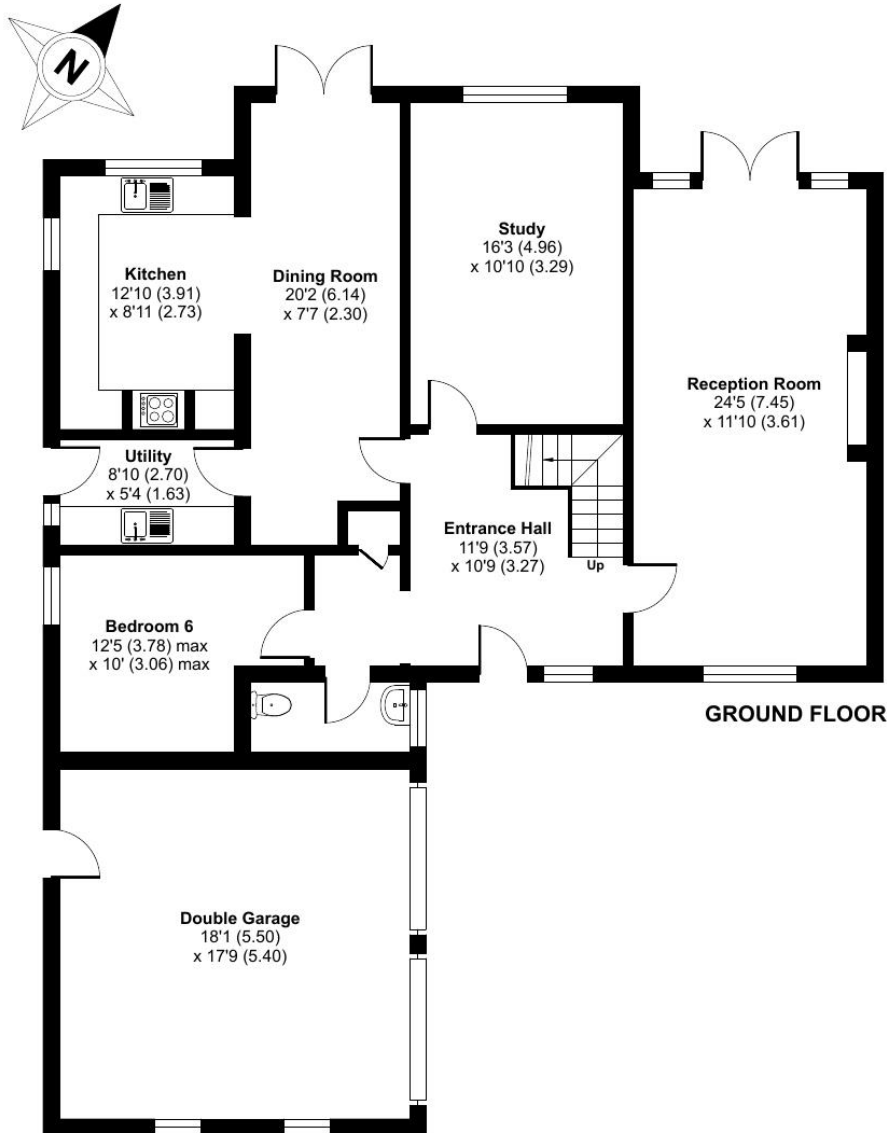 N
Kitchen
12'10 (3.91)
x 8'11 (2.73)
Dining Room
20'2 (6.14)
x 7'7 (2.30)
Study
16'3 (4.96)
x 10'10 (3.29)
Reception Room
24'5 (7.45)
x 11'10 (3.61)
Utility
8'10 (2.70)
x 5'4 (1.63)
Entrance Hall
11'9 (3.57)
x 10'9 (3.27)
Up
Bedroom 6
12'5 (3.78) max
x 10' (3.06) max
GROUND FLOOR
Double Garage
18'1 (5.50)
x 17'9 (5.40)